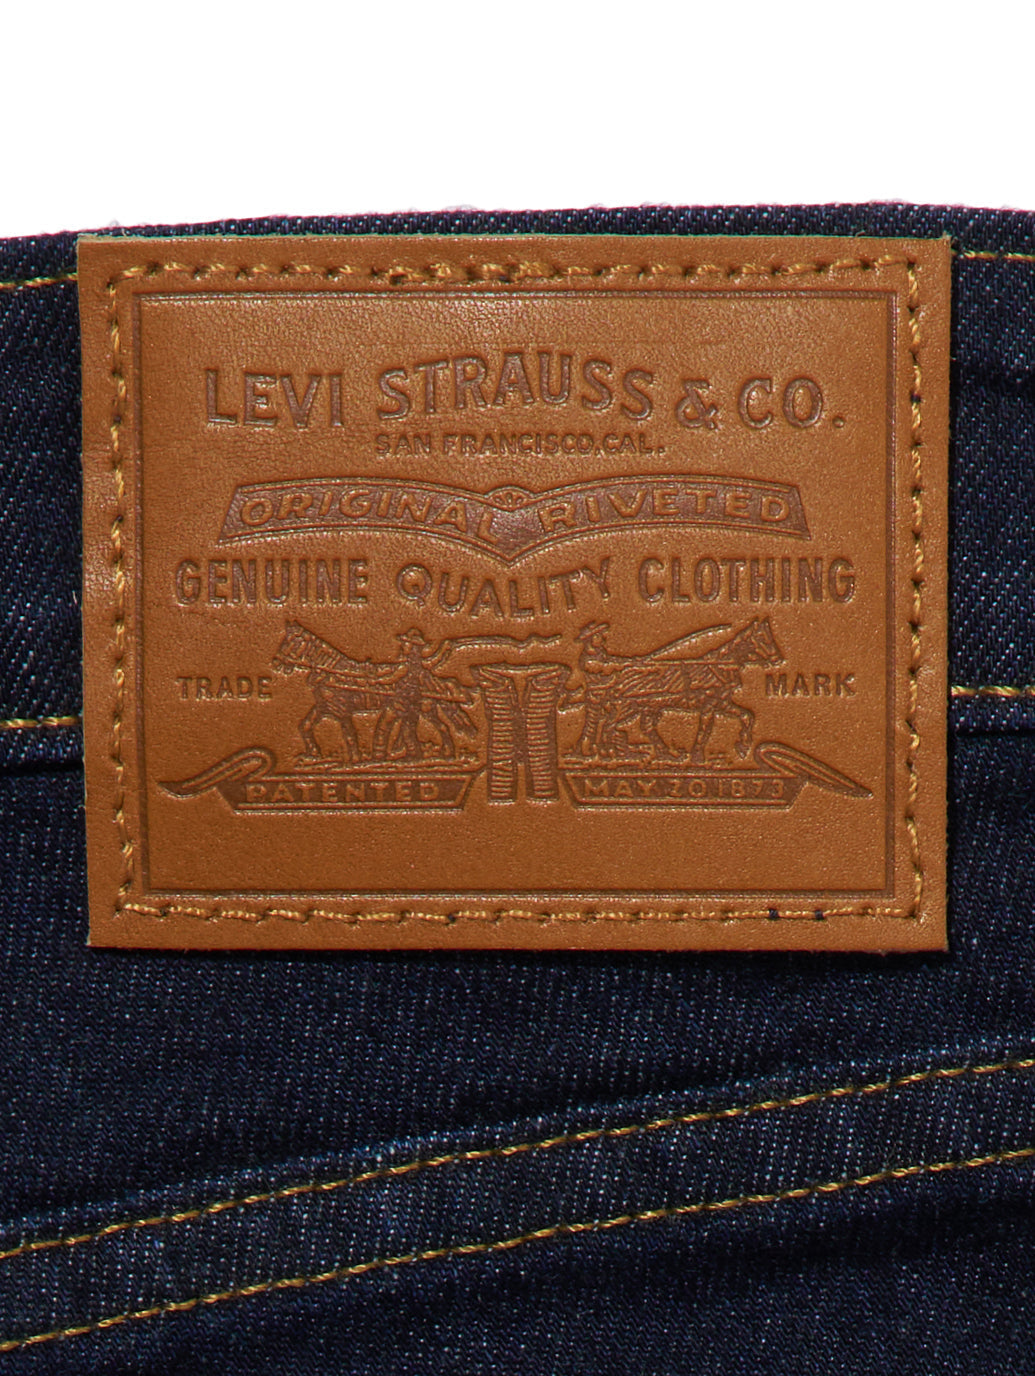 LEVI STRAUSS & CO.
SAN FRANCISCO, CAL.
ORIGINAL RIVETED
GENUINE QUALITY CLOTHING
TRADE MARK
PATENTED MAY 20 1873